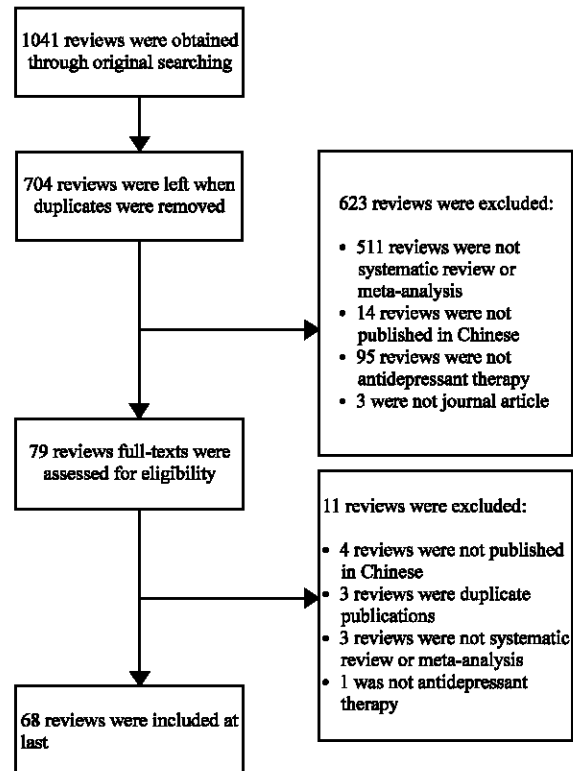 1041 reviews were obtained
through original searching
704 reviews were left when
duplicates were removed
623 reviews were excluded:
• 511 reviews were not
systematic review or
meta-analysis
• 14 reviews were not
published in Chinese
• 95 reviews were not
antidepressant therapy
• 3 were not journal article
79 reviews full-texts were
assessed for eligibility
11 reviews were excluded:
• 4 reviews were not published
in Chinese
• 3 reviews were duplicate
publications
• 3 reviews were not systematic
review or meta-analysis
• 1 was not antidepressant
therapy
68 reviews were included at
last